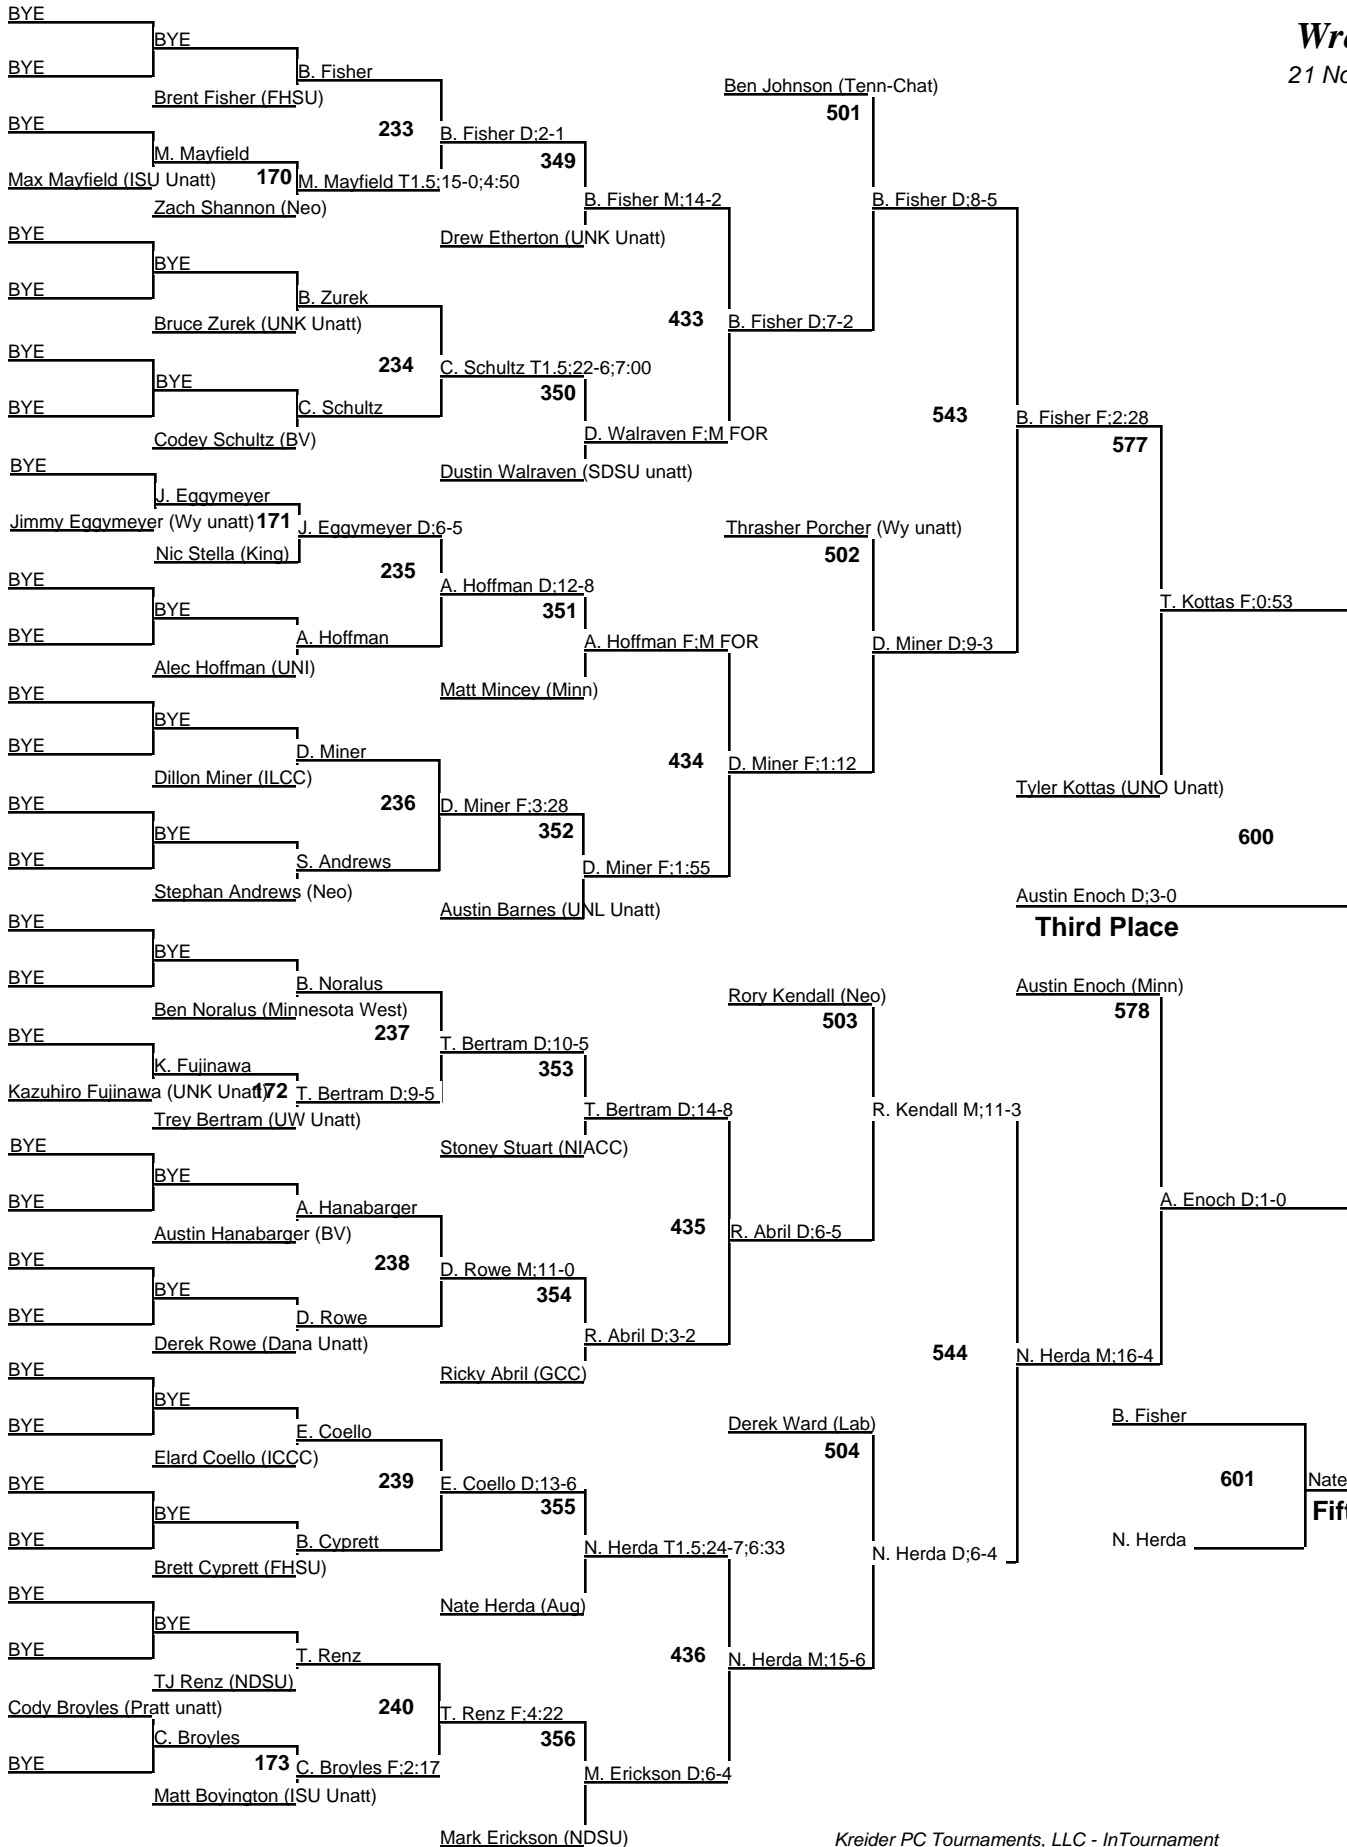 BYE
Wre
BYE
BYE
B. Fisher
21 No
Ben Johnson (Tenn-Chat)
Brent Fisher (FHSU)
501
BYE
233
B. Fisher D;2-1
M. Mayfield
349
Max Mayfield (ISU Unatt)
170
M. Mayfield T1.5;15-0;4:50
B. Fisher M;14-2
B. Fisher D;8-5
Zach Shannon (Neo)
BYE
Drew Etherton (UNK Unatt)
BYE
BYE
B. Zurek
433
B. Fisher D;7-2
Bruce Zurek (UNK Unatt)
BYE
234
C. Schultz T1.5;22-6;7:00
BYE
350
BYE
C. Schultz
543
B. Fisher F;2:28
Codey Schultz (BV)
D. Walraven F;M FOR
577
BYE
Dustin Walraven (SDSU unatt)
J. Eggymeyer
Jimmy Eggymeyer (Wy unatt)
171
J. Eggymeyer D;6-5
Thrasher Porcher (Wy unatt)
Nic Stella (King)
502
BYE
235
A. Hoffman D;12-8
T. Kottas F;0:53
BYE
351
BYE
A. Hoffman
A. Hoffman F;M FOR
D. Miner D;9-3
Alec Hoffman (UNI)
BYE
Matt Mincey (Minn)
BYE
BYE
D. Miner
434
D. Miner F;1:12
Dillon Miner (ILCC)
Tyler Kottas (UNO Unatt)
BYE
236
D. Miner F;3:28
BYE
352
600
BYE
S. Andrews
D. Miner F;1:55
Stephan Andrews (Neo)
Austin Enoch D;3-0
BYE
Austin Barnes (UNL Unatt)
Third Place
BYE
BYE
B. Noralus
Rory Kendall (Neo)
Austin Enoch (Minn)
Ben Noralus (Minnesota West)
503
578
BYE
237
T. Bertram D;10-5
K. Fujinawa
353
Kazuhiro Fujinawa (UNK Unatt)
172
T. Bertram D;9-5
T. Bertram D;14-8
R. Kendall M;11-3
Trey Bertram (UW Unatt)
BYE
Stoney Stuart (NIACC)
BYE
BYE
A. Hanabarger
A. Enoch D;1-0
Austin Hanabarger (BV)
435
R. Abril D;6-5
BYE
238
D. Rowe M;11-0
BYE
354
BYE
D. Rowe
R. Abril D;3-2
Derek Rowe (Dana Unatt)
544
N. Herda M;16-4
BYE
Ricky Abril (GCC)
BYE
BYE
E. Coello
Derek Ward (Lab)
B. Fisher
Elard Coello (ICCC)
504
BYE
239
E. Coello D;13-6
601
Nate
BYE
355
Fift
BYE
B. Cyprett
N. Herda T1.5;24-7;6:33
N. Herda D;6-4
N. Herda
Brett Cyprett (FHSU)
BYE
Nate Herda (Aug)
BYE
BYE
T. Renz
436
N. Herda M;15-6
TJ Renz (NDSU)
Cody Broyles (Pratt unatt)
240
T. Renz F;4:22
C. Broyles
356
BYE
173
C. Broyles F;2:17
M. Erickson D;6-4
Matt Boyington (ISU Unatt)
Mark Erickson (NDSU)
Kreider PC Tournaments, LLC - InTournament